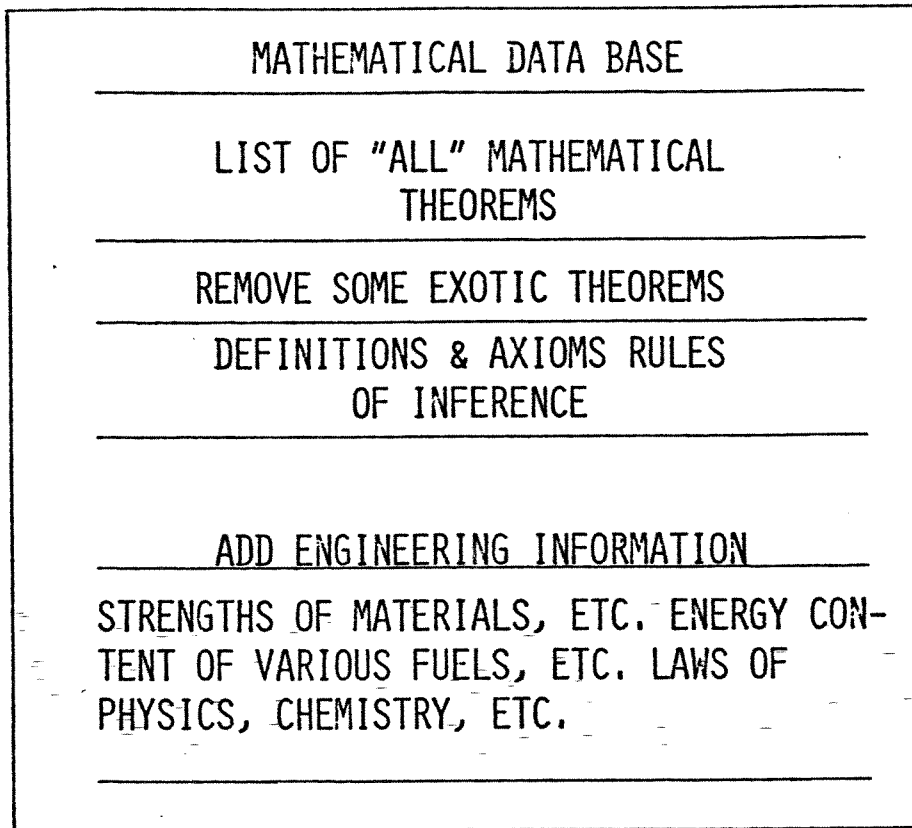 MATHEMATICAL DATA BASE
LIST OF "ALL" MATHEMATICAL
THEOREMS
REMOVE SOME EXOTIC THEOREMS
DEFINITIONS & AXIOMS RULES
OF INFERENCE
ADD ENGINEERING INFORMATION
STRENGTHS OF MATERIALS, ETC. ENERGY CON-
TENT OF VARIOUS FUELS, ETC. LAWS OF
PHYSICS, CHEMISTRY, ETC.